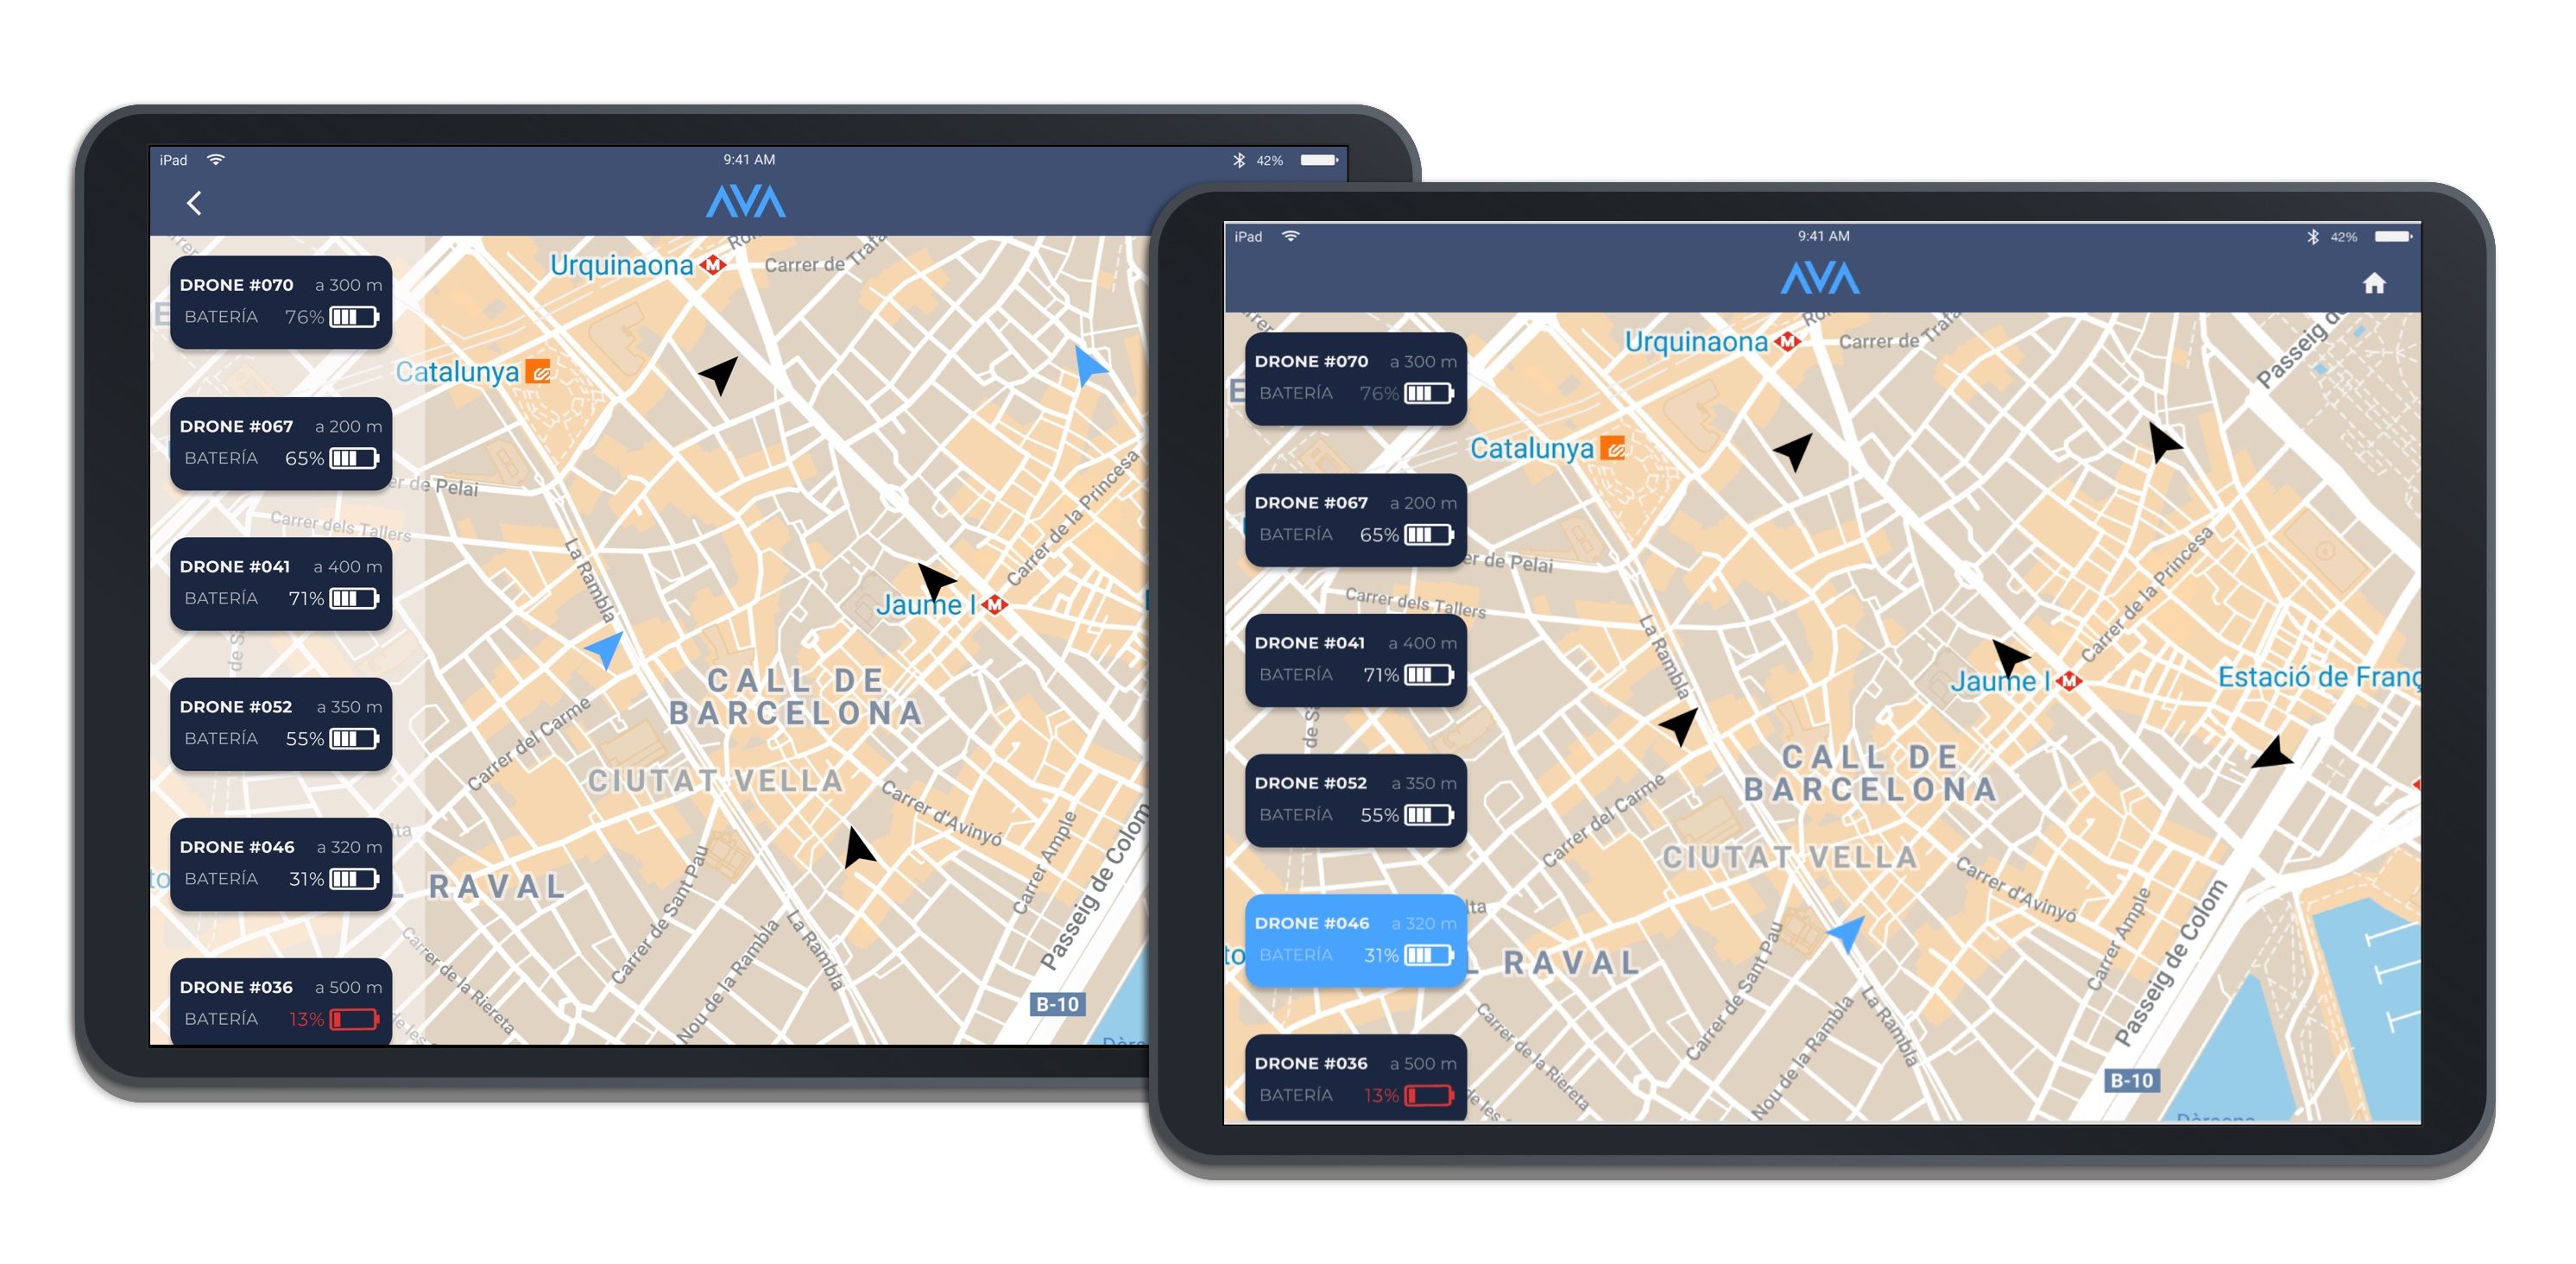 iPad
9:41 AM
42%
AVA
DRONE #070 a 300 m
BATERÍA 76%
DRONE #067 a 200 m
BATERÍA 65%
DRONE #041 a 400 m
BATERÍA 71%
DRONE #052 a 350 m
BATERÍA 55%
DRONE #046 a 320 m
BATERÍA 31%
DRONE #036 a 500 m
BATERÍA 13%
Urquinaona M
Carrer de Trafa
Catalunya
er de Pelai
Carrer dels Tallers
La Rambla
Carrer de la Princesa
Jaume I M
CALL DE
BARCELONA
Carrer del Carme
CIUTAT VELLA
Carrer d'Avinyó
Carrer Ample
Passeig de Colom
L RAVAL
Carrer de Sant Pau
La Rambla
Nou de la Rambla
Carrer de la Riereta
B-10
iPad
9:41 AM
42%
AVA
DRONE #070 a 300 m
BATERÍA 76%
DRONE #067 a 200 m
BATERÍA 65%
DRONE #041 a 400 m
BATERÍA 71%
DRONE #052 a 350 m
BATERÍA 55%
DRONE #046 a 320 m
BATERÍA 31%
DRONE #036 a 500 m
BATERÍA 13%
Urquinaona M
Carrer de Trafa
Passeig de
Catalunya
er de Pelai
Carrer dels Tallers
La Rambla
Carrer de la Princesa
Jaume I M
Estació de Franç
CALL DE
BARCELONA
Carrer del Carme
CIUTAT VELLA
Carrer d'Avinyó
Carrer Ample
Passeig de Colom
L RAVAL
Carrer de Sant Pau
La Rambla
Nou de la Rambla
Carrer de la Riereta
B-10